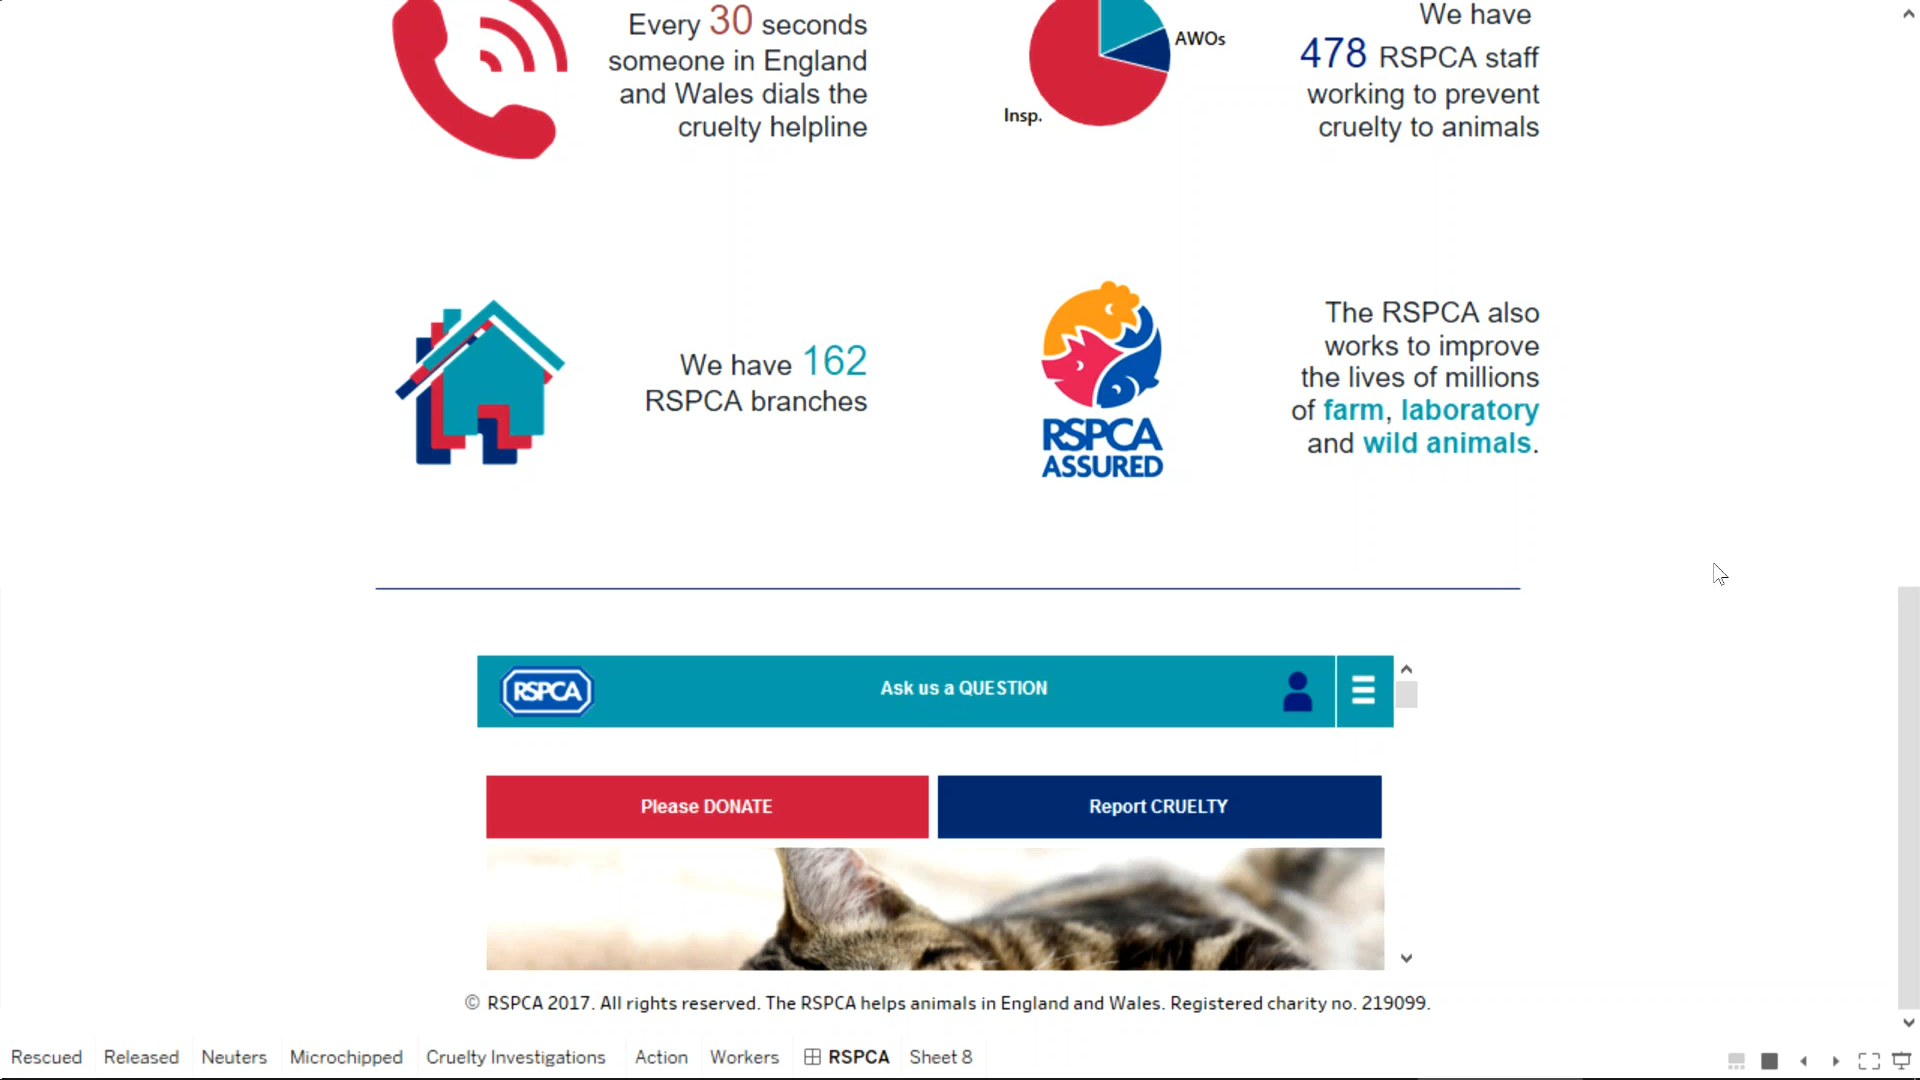 Every 30 seconds
someone in England
and Wales dials the
cruelty helpline
AWOs
Insp.
We have
478 RSPCA staff
working to prevent
cruelty to animals
We have 162
RSPCA branches
RSPCA
ASSURED
The RSPCA also
works to improve
the lives of millions
of farm, laboratory
and wild animals.
RSPCA
Ask us a QUESTION
Please DONATE
Report CRUELTY
© RSPCA 2017. All rights reserved. The RSPCA helps animals in England and Wales. Registered charity no. 219099.
Rescued Released Neuters Microchipped Cruelty Investigations Action Workers RSPCA Sheet 8